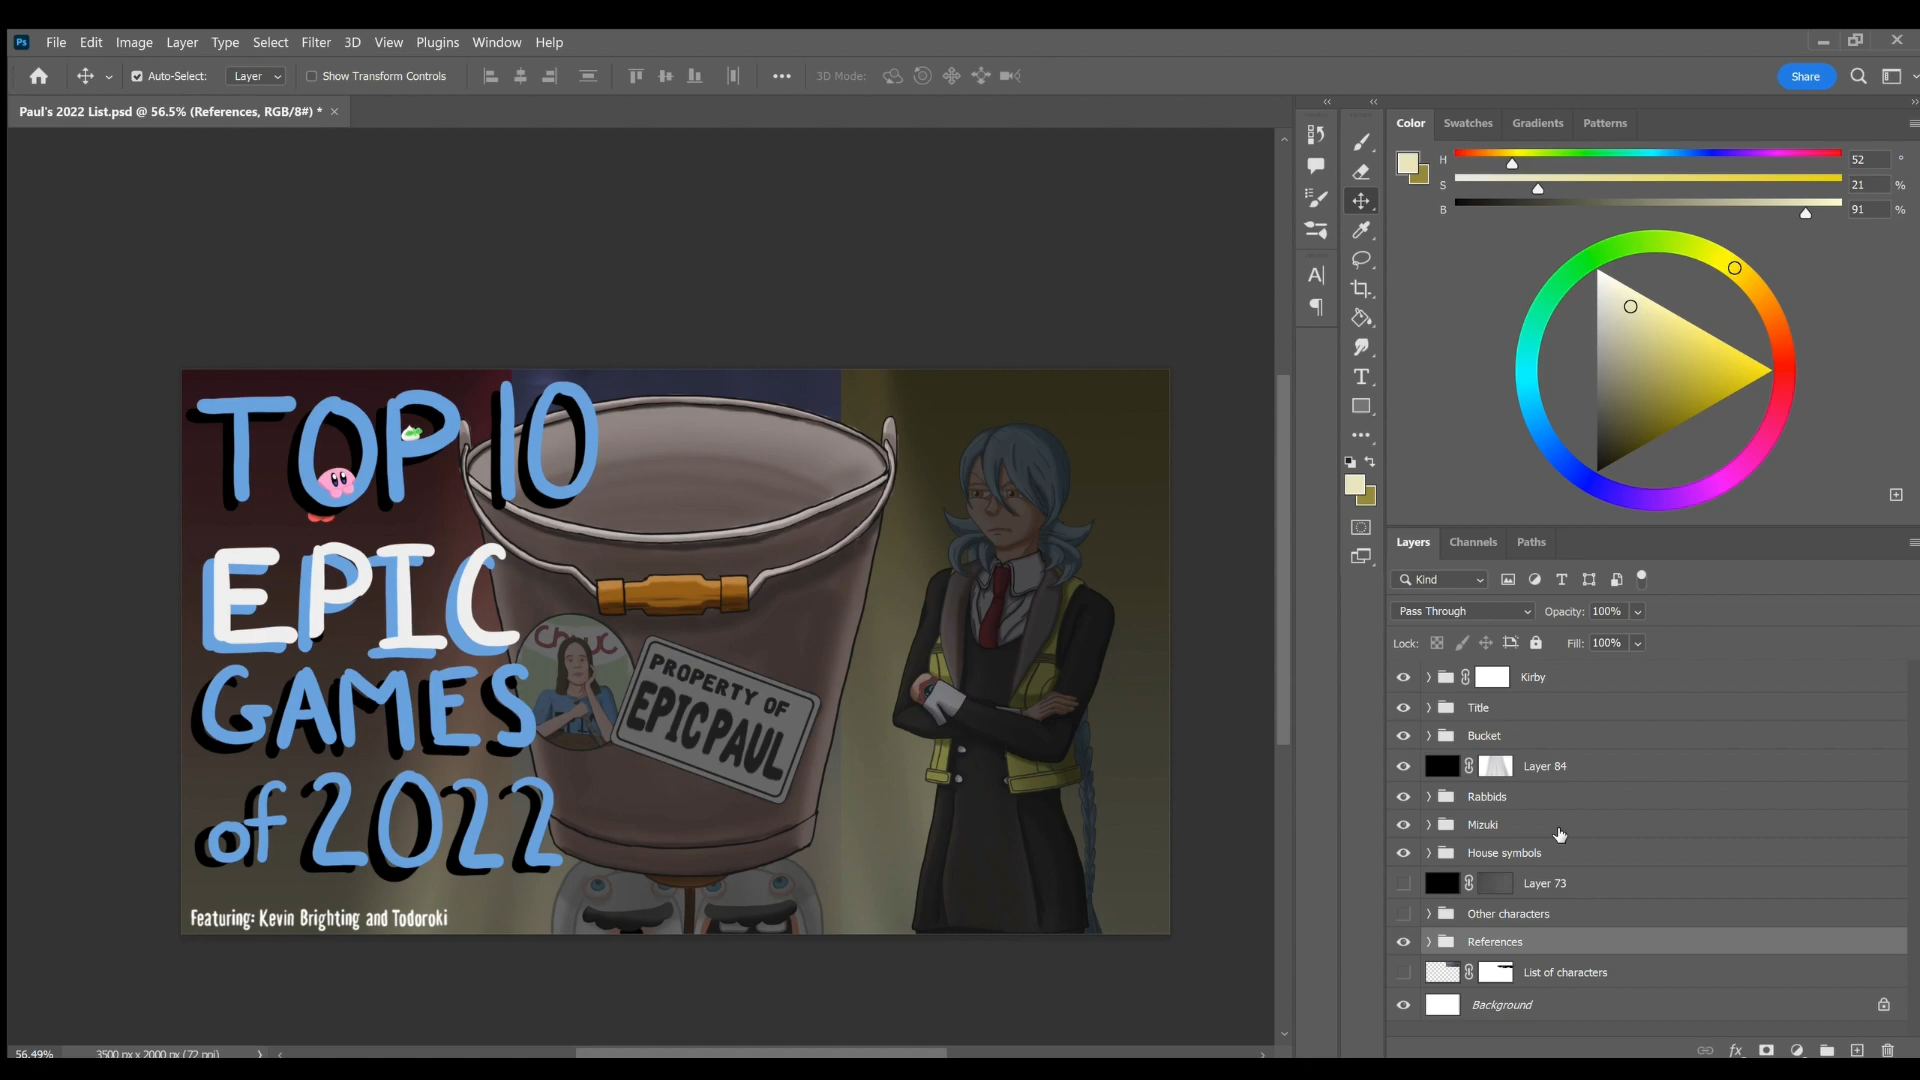 Ps File Edit Image Layer Type Select Filter 3D View Plugins Window Help
Auto-Select: Layer Show Transform Controls 3D Mode: Share
Paul's 2022 List.psd @ 56.5% (References, RGB/8#) *
Color Swatches Gradients Patterns
H 52 °
S 21 %
B 91 %
TOP 10
EPIC
GAMES
of 2022
Featuring: Kevin Brighting and Todoroki
chuc
PROPERTY OF
EPICPAUL
Layers Channels Paths
Kind
Pass Through Opacity: 100%
Lock: Fill: 100%
Kirby
Title
Bucket
Layer 84
Rabbids
Mizuki
House symbols
Layer 73
Other characters
References
List of characters
Background
56.49% 3500 px x 2000 px (72 ppi)
fx